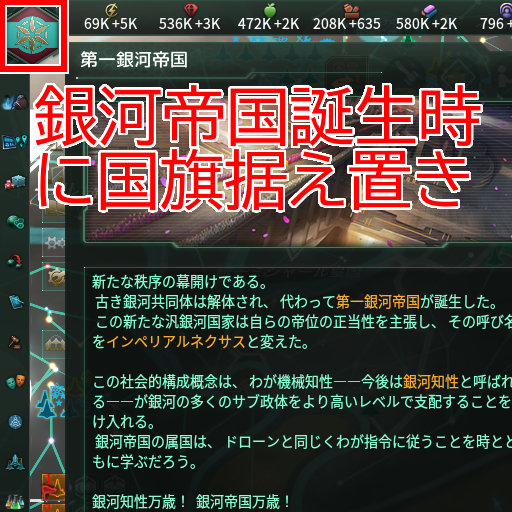 69K+5K 536K+3K 472K+2K 208K+635 580K+2K 796+
第一銀河帝国
銀河帝国誕生時
に国旗据え置き
新たな秩序の幕開けである。
古き銀河共同体は解体され、代わって第一銀河帝国が誕生した。
この新たな汎銀河国家は自らの帝位の正当性を主張し、その呼び名
をインペリアルネクサスと変えた。
この社会的構成概念は、わが機械知性――今後は銀河知性と呼ばれ
る――が銀河の多くのサブ政体をより高いレベルで支配することを
け入れる。
銀河帝国の属国は、ドローンと同じくわが指令に従うことを時とと
もに学ぶだろう。
銀河知性万歳！ 銀河帝国万歳！